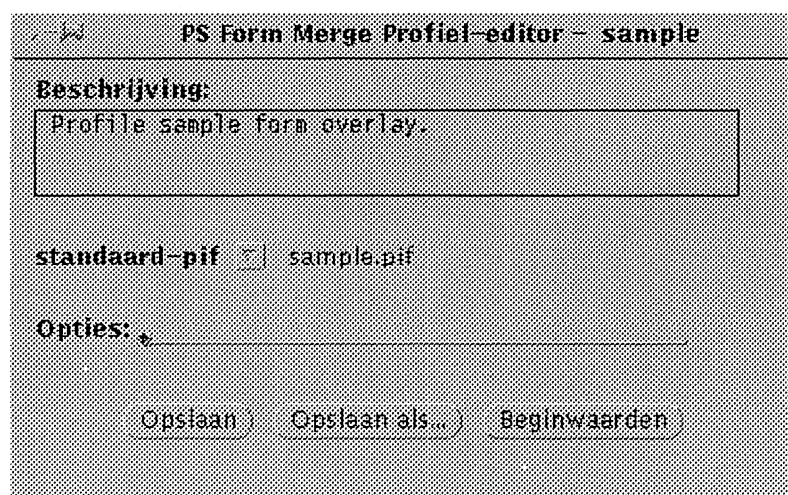 PS Form Merge Profiel-editor - sample
Beschrijving:
Profile sample form overlay.
standaard-pif sample.pif
Opties:
Opslaan Opslaan als... Beginwaarden